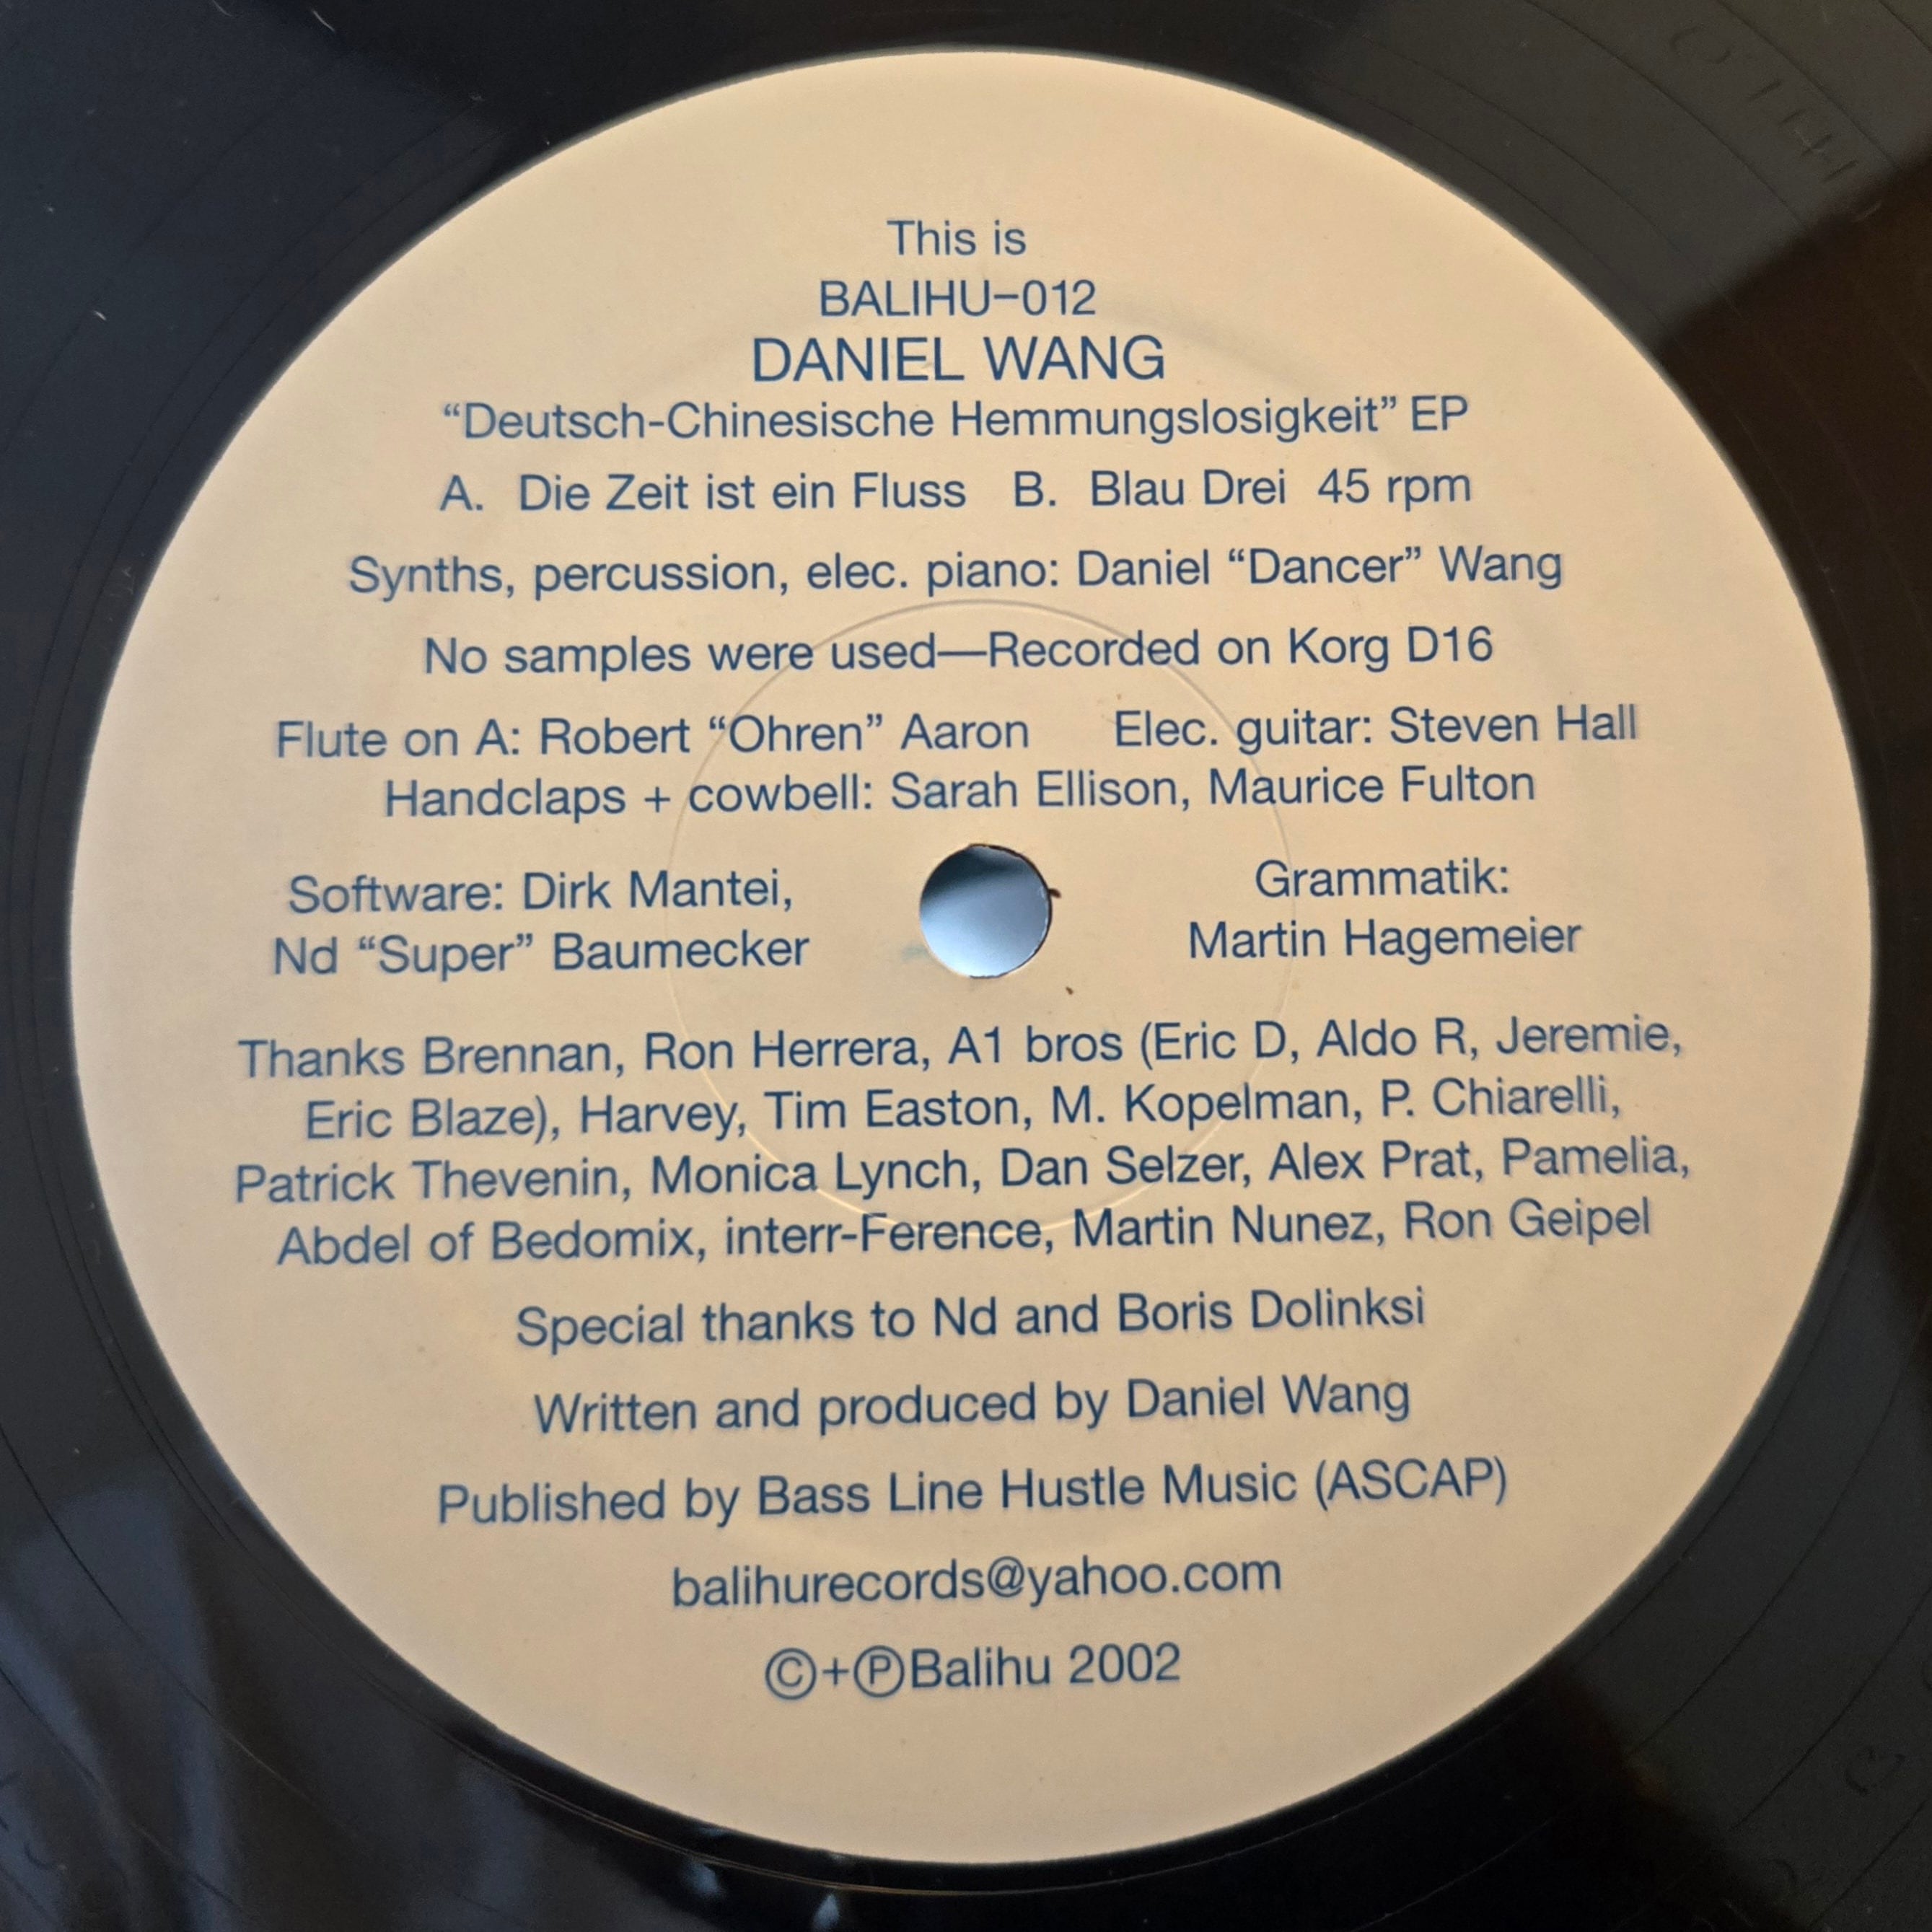 This is
BALIHU-012
DANIEL WANG
“Deutsch-Chinesische Hemmungslosigkeit” EP
A. Die Zeit ist ein Fluss B. Blau Drei 45 rpm
Synths, percussion, elec. piano: Daniel “Dancer” Wang
No samples were used—Recorded on Korg D16
Flute on A: Robert “Ohren” Aaron Elec. guitar: Steven Hall
Handclaps + cowbell: Sarah Ellison, Maurice Fulton
Software: Dirk Mantei,
Nd “Super” Baumecker
Grammatik:
Martin Hagemeier
Thanks Brennan, Ron Herrera, A1 bros (Eric D, Aldo R, Jeremie,
Eric Blaze), Harvey, Tim Easton, M. Kopelman, P. Chiarelli,
Patrick Thevenin, Monica Lynch, Dan Selzer, Alex Prat, Pamelia,
Abdel of Bedomix, interr-Ference, Martin Nunez, Ron Geipel
Special thanks to Nd and Boris Dolinksi
Written and produced by Daniel Wang
Published by Bass Line Hustle Music (ASCAP)
balihurecords@yahoo.com
©+℗Balihu 2002